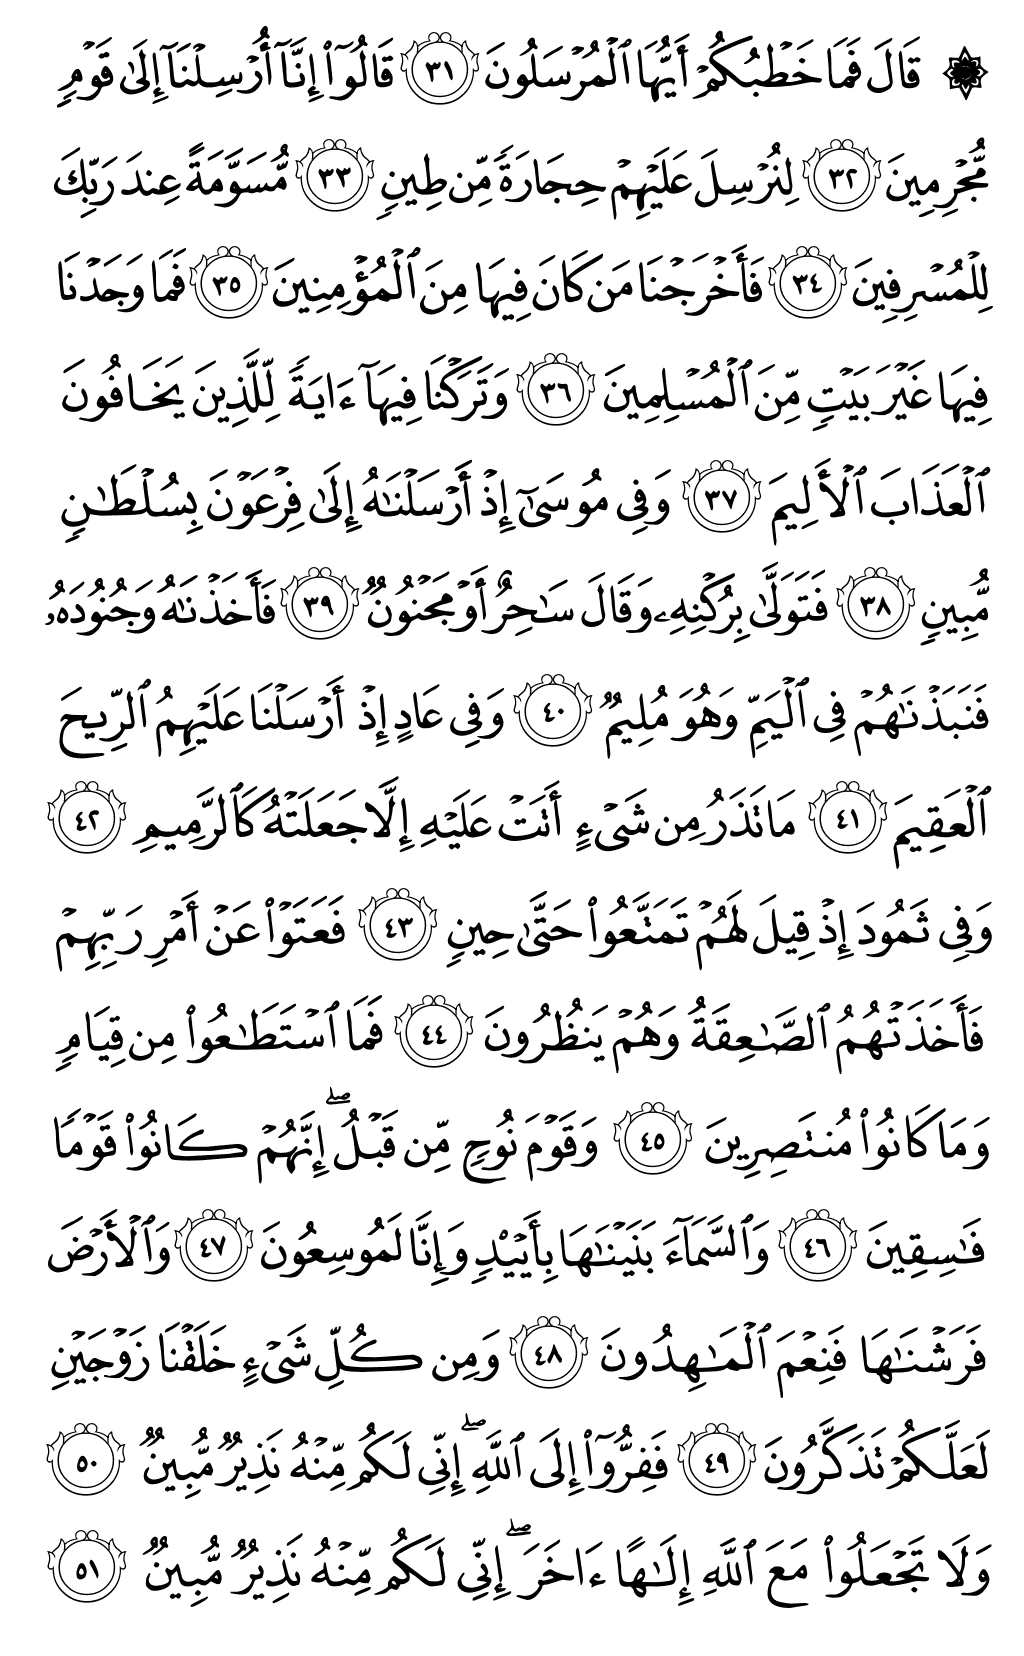 ۞ قَالَ فَمَا خَطْبُكُمْ أَيُّهَا ٱلْمُرْسَلُونَ ٣١ قَالُوٓا۟ إِنَّآ أُرْسِلْنَآ إِلَىٰ قَوْمٍ
مُّجْرِمِينَ ٣٢ لِنُرْسِلَ عَلَيْهِمْ حِجَارَةً مِّن طِينٍ ٣٣ مُّسَوَّمَةً عِندَ رَبِّكَ
لِلْمُسْرِفِينَ ٣٤ فَأَخْرَجْنَا مَن كَانَ فِيهَا مِنَ ٱلْمُؤْمِنِينَ ٣٥ فَمَا وَجَدْنَا
فِيهَا غَيْرَ بَيْتٍ مِّنَ ٱلْمُسْلِمِينَ ٣٦ وَتَرَكْنَا فِيهَآ ءَايَةً لِّلَّذِينَ يَخَافُونَ
ٱلْعَذَابَ ٱلْأَلِيمَ ٣٧ وَفِى مُوسَىٰٓ إِذْ أَرْسَلْنَٰهُ إِلَىٰ فِرْعَوْنَ بِسُلْطَٰنٍ
مُّبِينٍ ٣٨ فَتَوَلَّىٰ بِرُكْنِهِۦ وَقَالَ سَٰحِرٌ أَوْ مَجْنُونٌ ٣٩ فَأَخَذْنَٰهُ وَجُنُودَهُۥ
فَنَبَذْنَٰهُمْ فِى ٱلْيَمِّ وَهُوَ مُلِيمٌ ٤٠ وَفِى عَادٍ إِذْ أَرْسَلْنَا عَلَيْهِمُ ٱلرِّيحَ
ٱلْعَقِيمَ ٤١ مَا تَذَرُ مِن شَىْءٍ أَتَتْ عَلَيْهِ إِلَّا جَعَلَتْهُ كَٱلرَّمِيمِ ٤٢
وَفِى ثَمُودَ إِذْ قِيلَ لَهُمْ تَمَتَّعُوا۟ حَتَّىٰ حِينٍ ٤٣ فَعَتَوْا۟ عَنْ أَمْرِ رَبِّهِمْ
فَأَخَذَتْهُمُ ٱلصَّٰعِقَةُ وَهُمْ يَنظُرُونَ ٤٤ فَمَا ٱسْتَطَٰعُوا۟ مِن قِيَامٍ
وَمَا كَانُوا۟ مُنتَصِرِينَ ٤٥ وَقَوْمَ نُوحٍ مِّن قَبْلُ ۖ إِنَّهُمْ كَانُوا۟ قَوْمًا
فَٰسِقِينَ ٤٦ وَٱلسَّمَآءَ بَنَيْنَٰهَا بِأَيْي۟دٍ وَإِنَّا لَمُوسِعُونَ ٤٧ وَٱلْأَرْضَ
فَرَشْنَٰهَا فَنِعْمَ ٱلْمَٰهِدُونَ ٤٨ وَمِن كُلِّ شَىْءٍ خَلَقْنَا زَوْجَيْنِ
لَعَلَّكُمْ تَذَكَّرُونَ ٤٩ فَفِرُّوٓا۟ إِلَى ٱللَّهِ ۖ إِنِّى لَكُم مِّنْهُ نَذِيرٌ مُّبِينٌ ٥٠
وَلَا تَجْعَلُوا۟ مَعَ ٱللَّهِ إِلَٰهًا ءَاخَرَ ۖ إِنِّى لَكُم مِّنْهُ نَذِيرٌ مُّبِينٌ ٥١